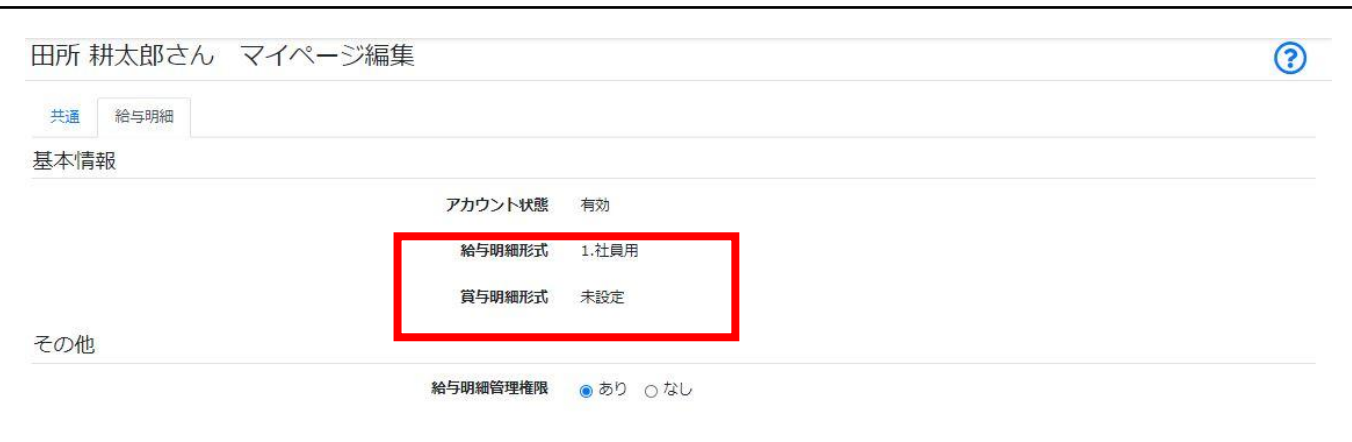 田所 耕太郎さん　マイページ編集
?
共通　給与明細
基本情報
アカウント状態　有効
給与明細形式　1.社員用
賞与明細形式　未設定
その他
給与明細管理権限　あり　なし